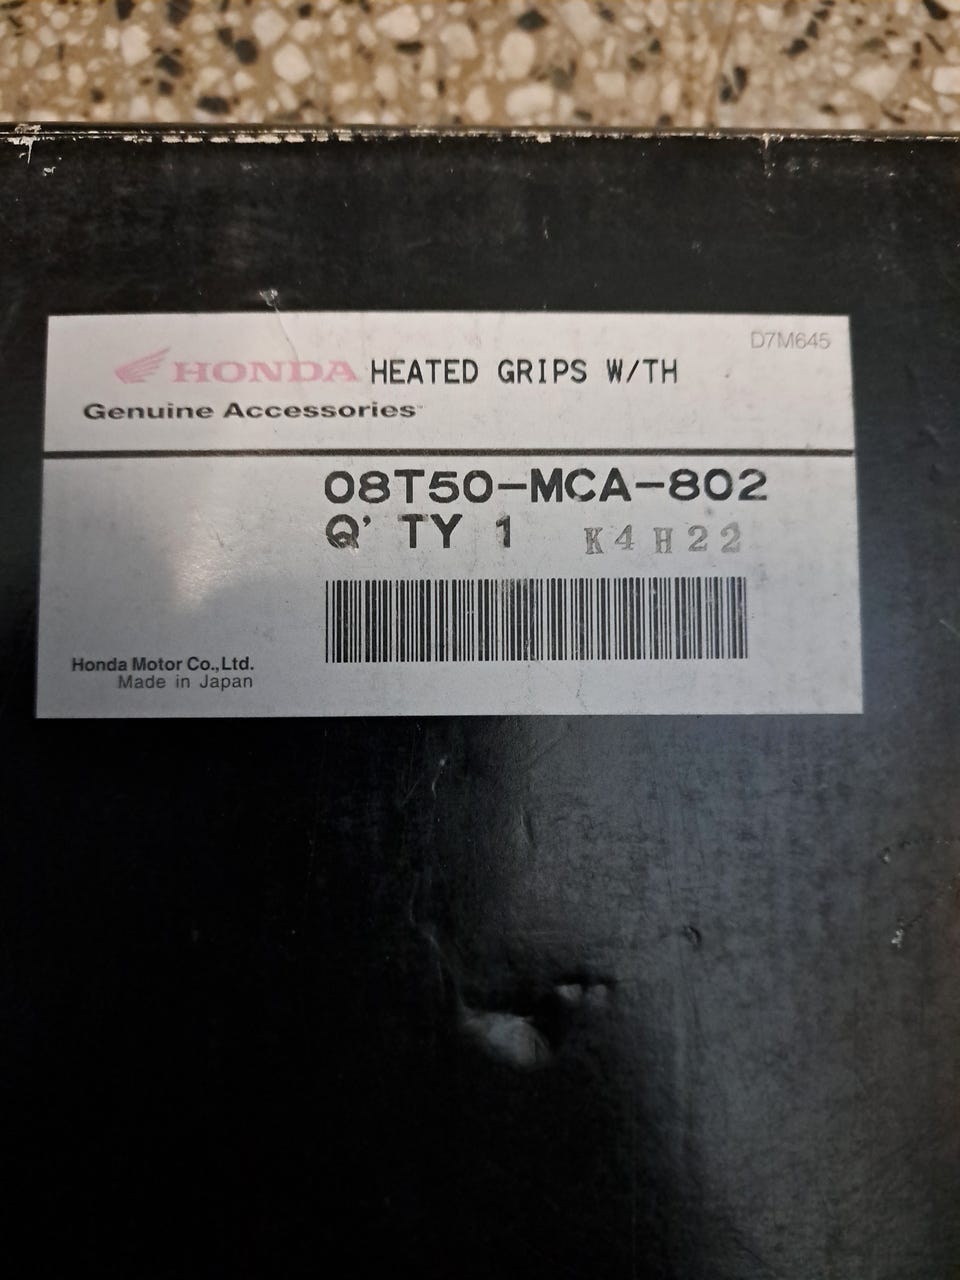 D7M645
HONDA HEATED GRIPS W/TH
Genuine Accessories™
08T50-MCA-802
Q'TY 1 K4H22
Honda Motor Co.,Ltd.
Made in Japan